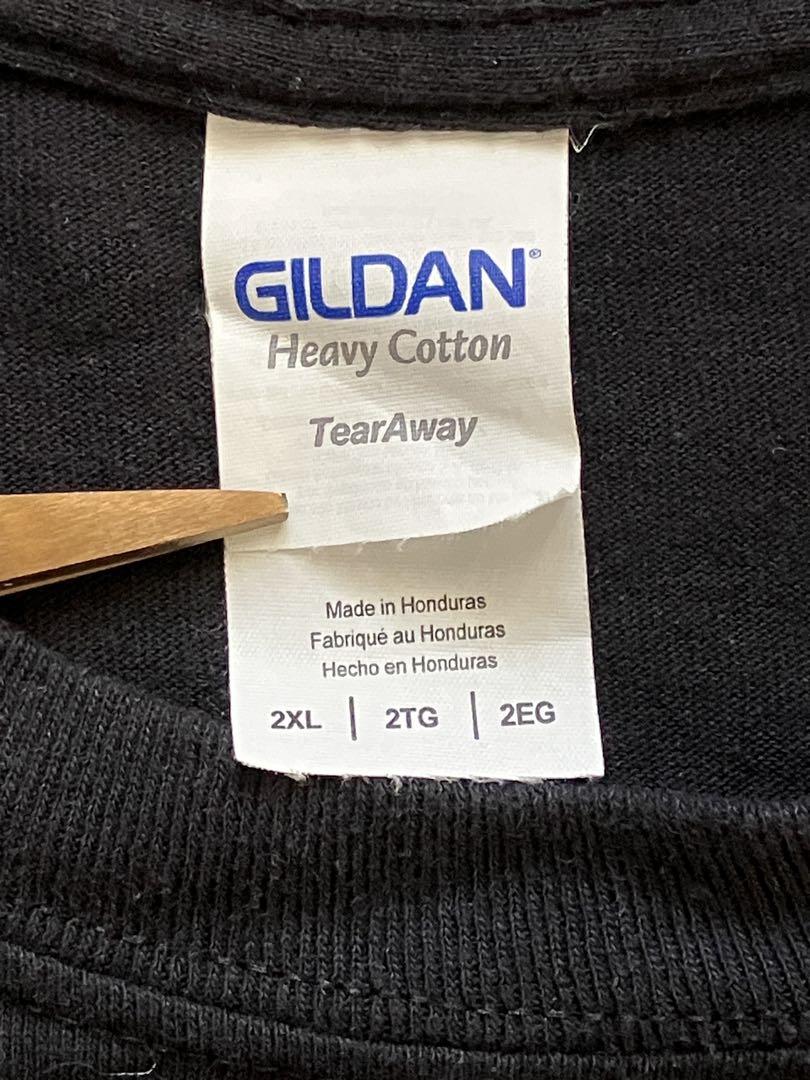 GILDAN®
Heavy Cotton
TearAway
Made in Honduras
Fabriqué au Honduras
Hecho en Honduras
2XL | 2TG | 2EG